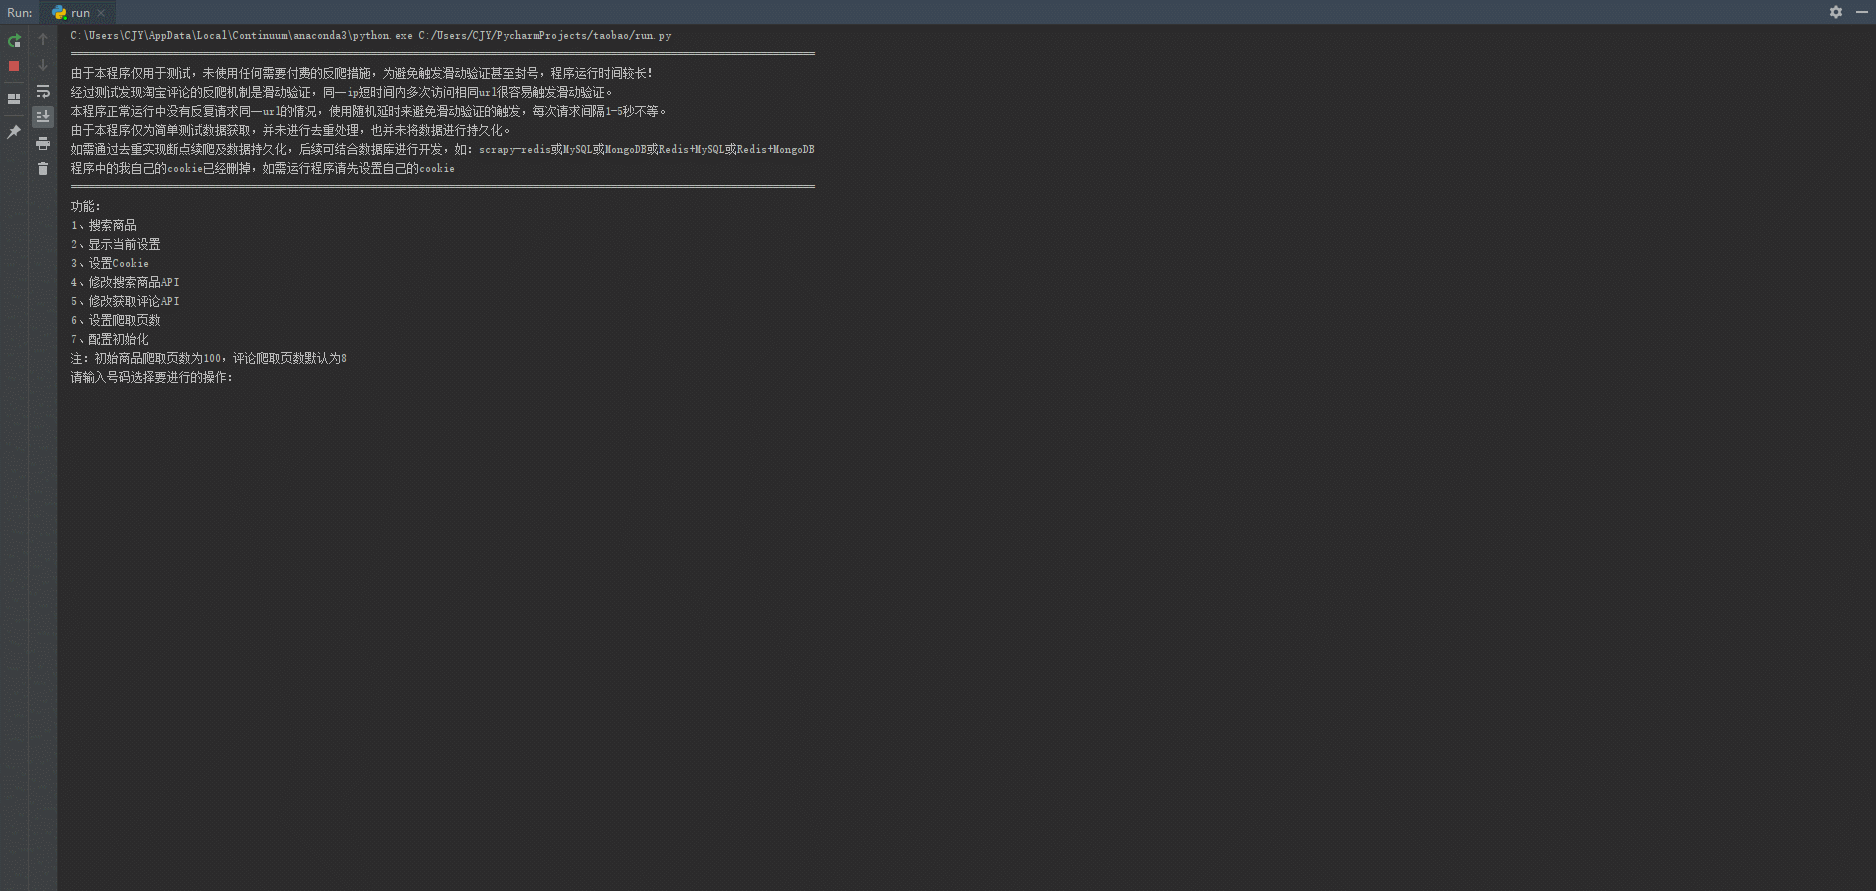 Run: run
C:\Users\CJY\AppData\Local\Continuum\anaconda3\python.exe C:/Users/CJY/PycharmProjects/taobao/run.py
由于本程序仅用于测试，未使用任何需要付费的反爬措施，为避免触发滑动验证甚至封号，程序运行时间较长！
经过测试发现淘宝评论的反爬机制是滑动验证，同一ip短时间内多次访问相同url很容易触发滑动验证。
本程序正常运行中没有反复请求同一url的情况，使用随机延时来避免滑动验证的触发，每次请求间隔1-5秒不等。
由于本程序仅为简单测试数据获取，并未进行去重处理，也并未将数据进行持久化。
如需通过去重实现断点续爬及数据持久化，后续可结合数据库进行开发，如：scrapy-redis或MySQL或MongoDB或Redis+MySQL或Redis+MongoDB
程序中的我自己的cookie已经删掉，如需运行程序请先设置自己的cookie
功能：
1、搜索商品
2、显示当前设置
3、设置Cookie
4、修改搜索商品API
5、修改获取评论API
6、设置爬取页数
7、配置初始化
注：初始商品爬取页数为100，评论爬取页数默认为8
请输入号码选择要进行的操作：